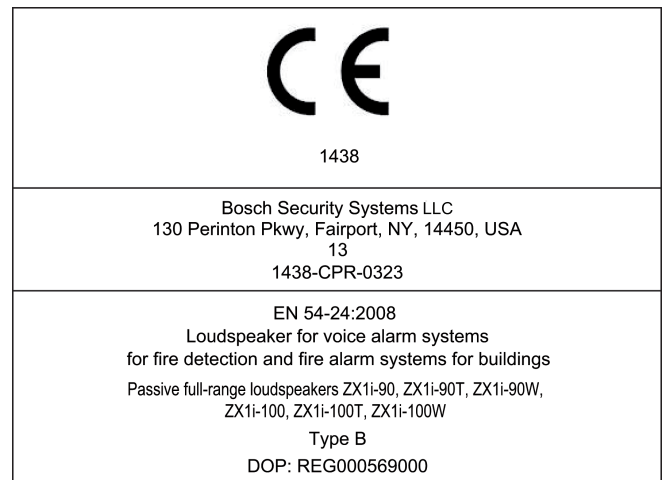 CE
1438
Bosch Security Systems LLC
130 Perinton Pkwy, Fairport, NY, 14450, USA
13
1438-CPR-0323
EN 54-24:2008
Loudspeaker for voice alarm systems
for fire detection and fire alarm systems for buildings
Passive full-range loudspeakers ZX1i-90, ZX1i-90T, ZX1i-90W,
ZX1i-100, ZX1i-100T, ZX1i-100W
Type B
DOP: REG000569000